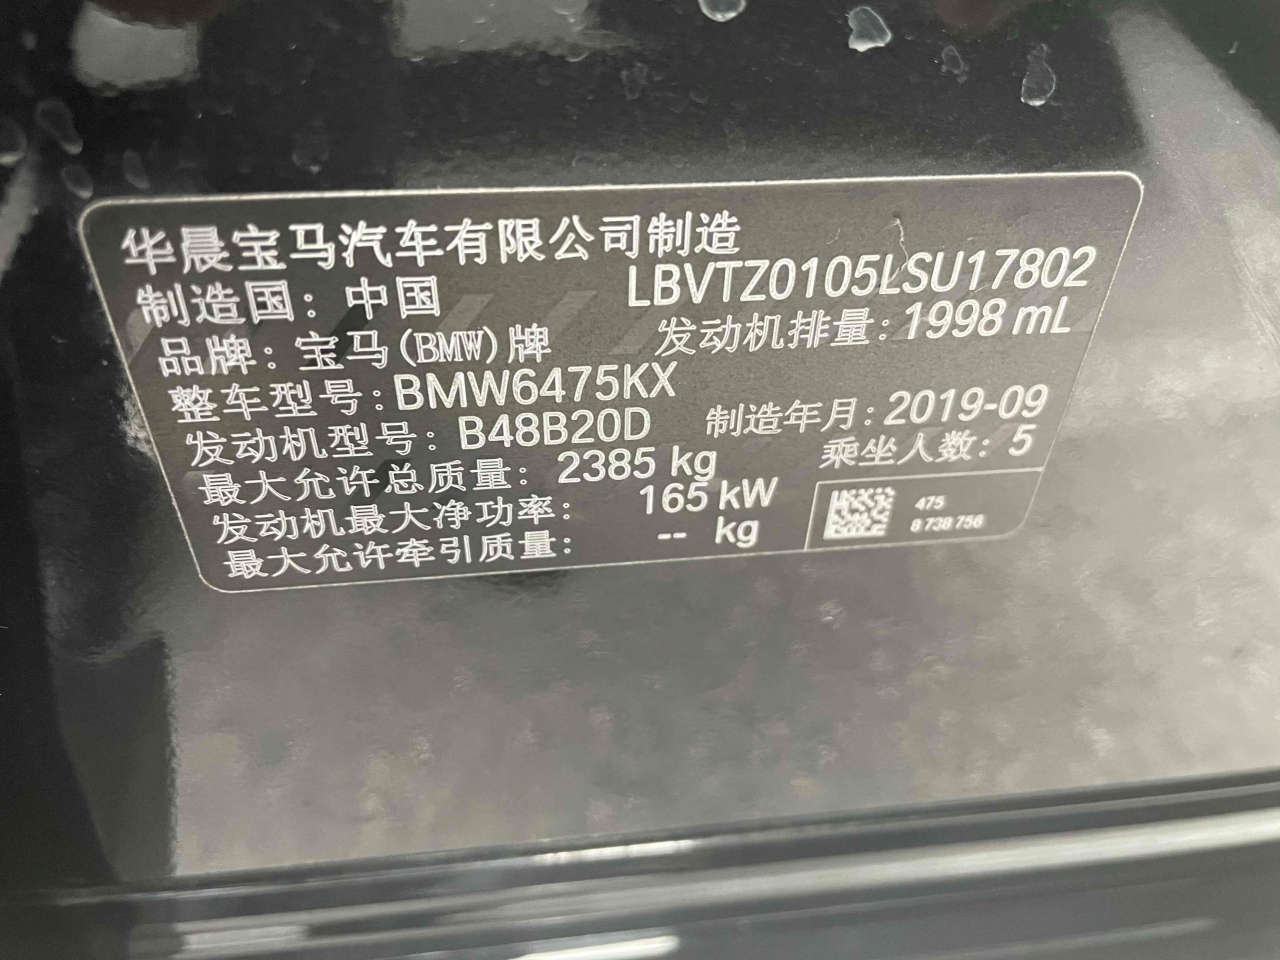 华晨宝马汽车有限公司制造
制造国：中国 LBVTZ0105LSU17802
品牌：宝马(BMW)牌 发动机排量：1998 mL
整车型号：BMW6475KX
发动机型号：B48B20D 制造年月：2019-09
最大允许总质量：2385 kg 乘坐人数：5
发动机最大净功率：165 kW
最大允许牵引质量：-- kg
475
8 738 756